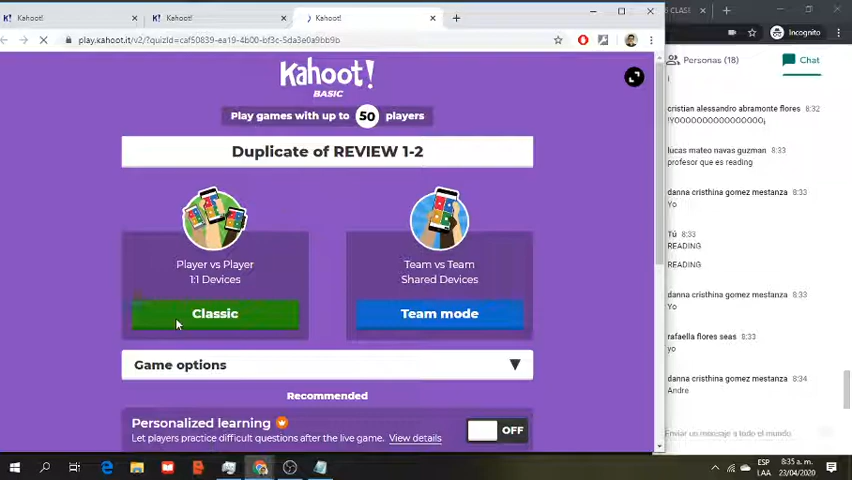 Kahoot!
Kahoot!
Kahoot!
CLAS
play.kahoot.it/v2/?quizId=caf50839-ea19-4b00-bf3c-5da3e0a9bb9b
Incognito
Kahoot!
BASIC
Play games with up to 50 players
Duplicate of REVIEW 1-2
Player vs Player
1:1 Devices
Classic
Team vs Team
Shared Devices
Team mode
Game options
Recommended
Personalized learning
Let players practice difficult questions after the live game. View details
OFF
Personas (18)
Chat
cristian alessandro abramonte flores 8:32
lucas mateo navas guzman 8:33
profesor que es reading
danna cristhina gomez mestanza 8:33
Yo
Tú 8:33
READING
READING
danna cristhina gomez mestanza 8:33
Yo
rafaella flores seas 8:33
yo
danna cristhina gomez mestanza 8:34
Andre
Enviar un mensaje a todo el mundo
ESP
LAA
8:35 a. m.
23/04/2020